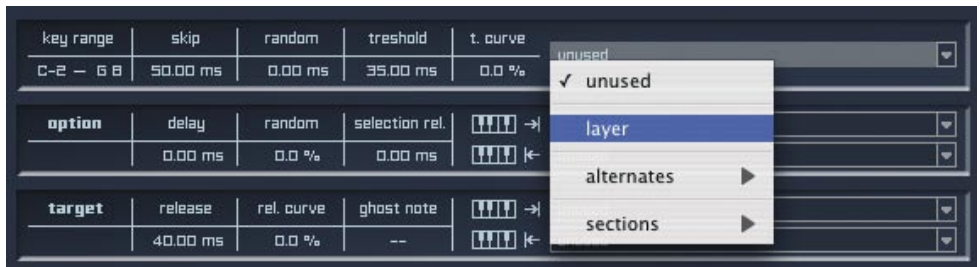 key range skip random treshold t. curve
unused
C-2 — G 8 50.00 ms 0.00 ms 35.00 ms 0.0 %
✓ unused
option delay random selection rel.
layer
0.00 ms 0.0 % 0.00 ms
alternates
target release rel. curve ghost note
sections
40.00 ms 0.0 % --
unused